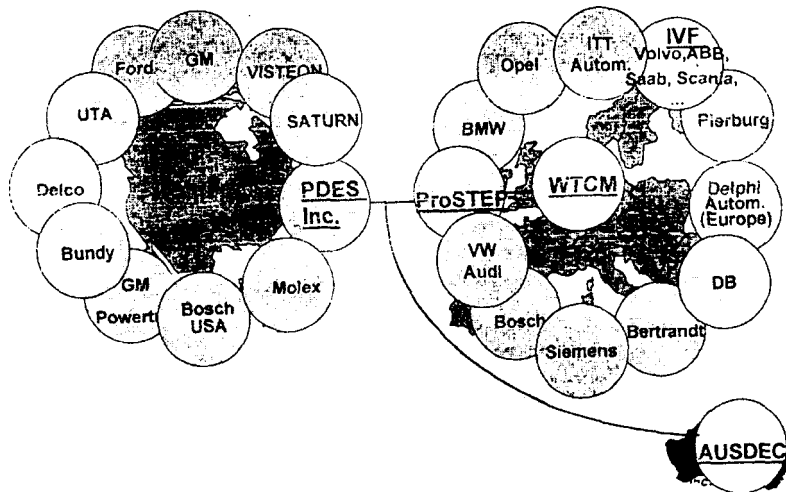 Ford
GM
VISTEON
UTA
SATURN
Delco
PDES
Inc.
Bundy
GM
Powert
Bosch
USA
Molex
Opel
ITT
Autom.
IVF
Volvo,ABB,
Saab, Scania,
...
BMW
Pierburg
ProSTEP
WTCM
Delphi
Autom.
(Europe)
VW
Audi
DB
Bosch
Siemens
Bertrandt
AUSDEC